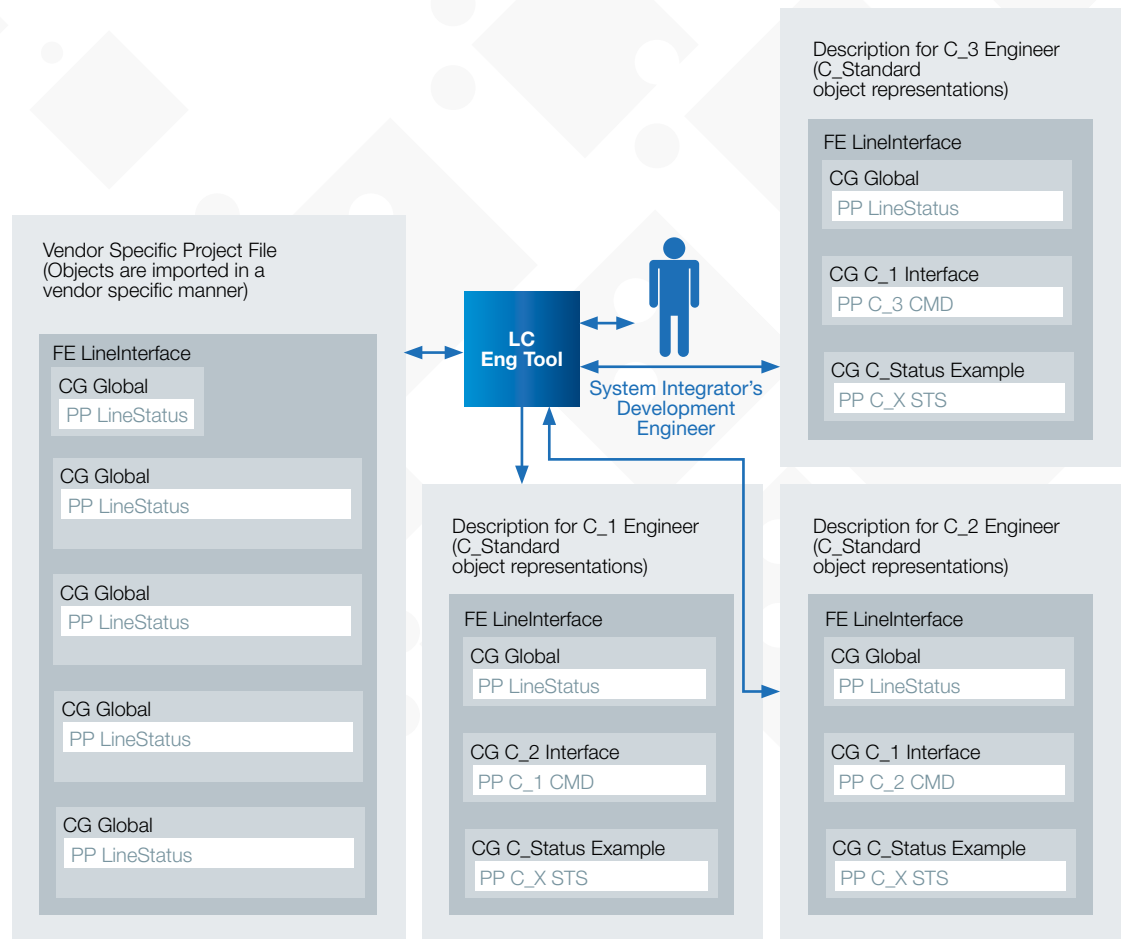 Vendor Specific Project File
(Objects are imported in a
vendor specific manner)
FE LineInterface
CG Global
PP LineStatus
CG Global
PP LineStatus
CG Global
PP LineStatus
CG Global
PP LineStatus
CG Global
PP LineStatus
LC
Eng Tool
System Integrator's
Development
Engineer
Description for C_3 Engineer
(C_Standard
object representations)
FE LineInterface
CG Global
PP LineStatus
CG C_1 Interface
PP C_3 CMD
CG C_Status Example
PP C_X STS
Description for C_1 Engineer
(C_Standard
object representations)
FE LineInterface
CG Global
PP LineStatus
CG C_2 Interface
PP C_1 CMD
CG C_Status Example
PP C_X STS
Description for C_2 Engineer
(C_Standard
object representations)
FE LineInterface
CG Global
PP LineStatus
CG C_1 Interface
PP C_2 CMD
CG C_Status Example
PP C_X STS